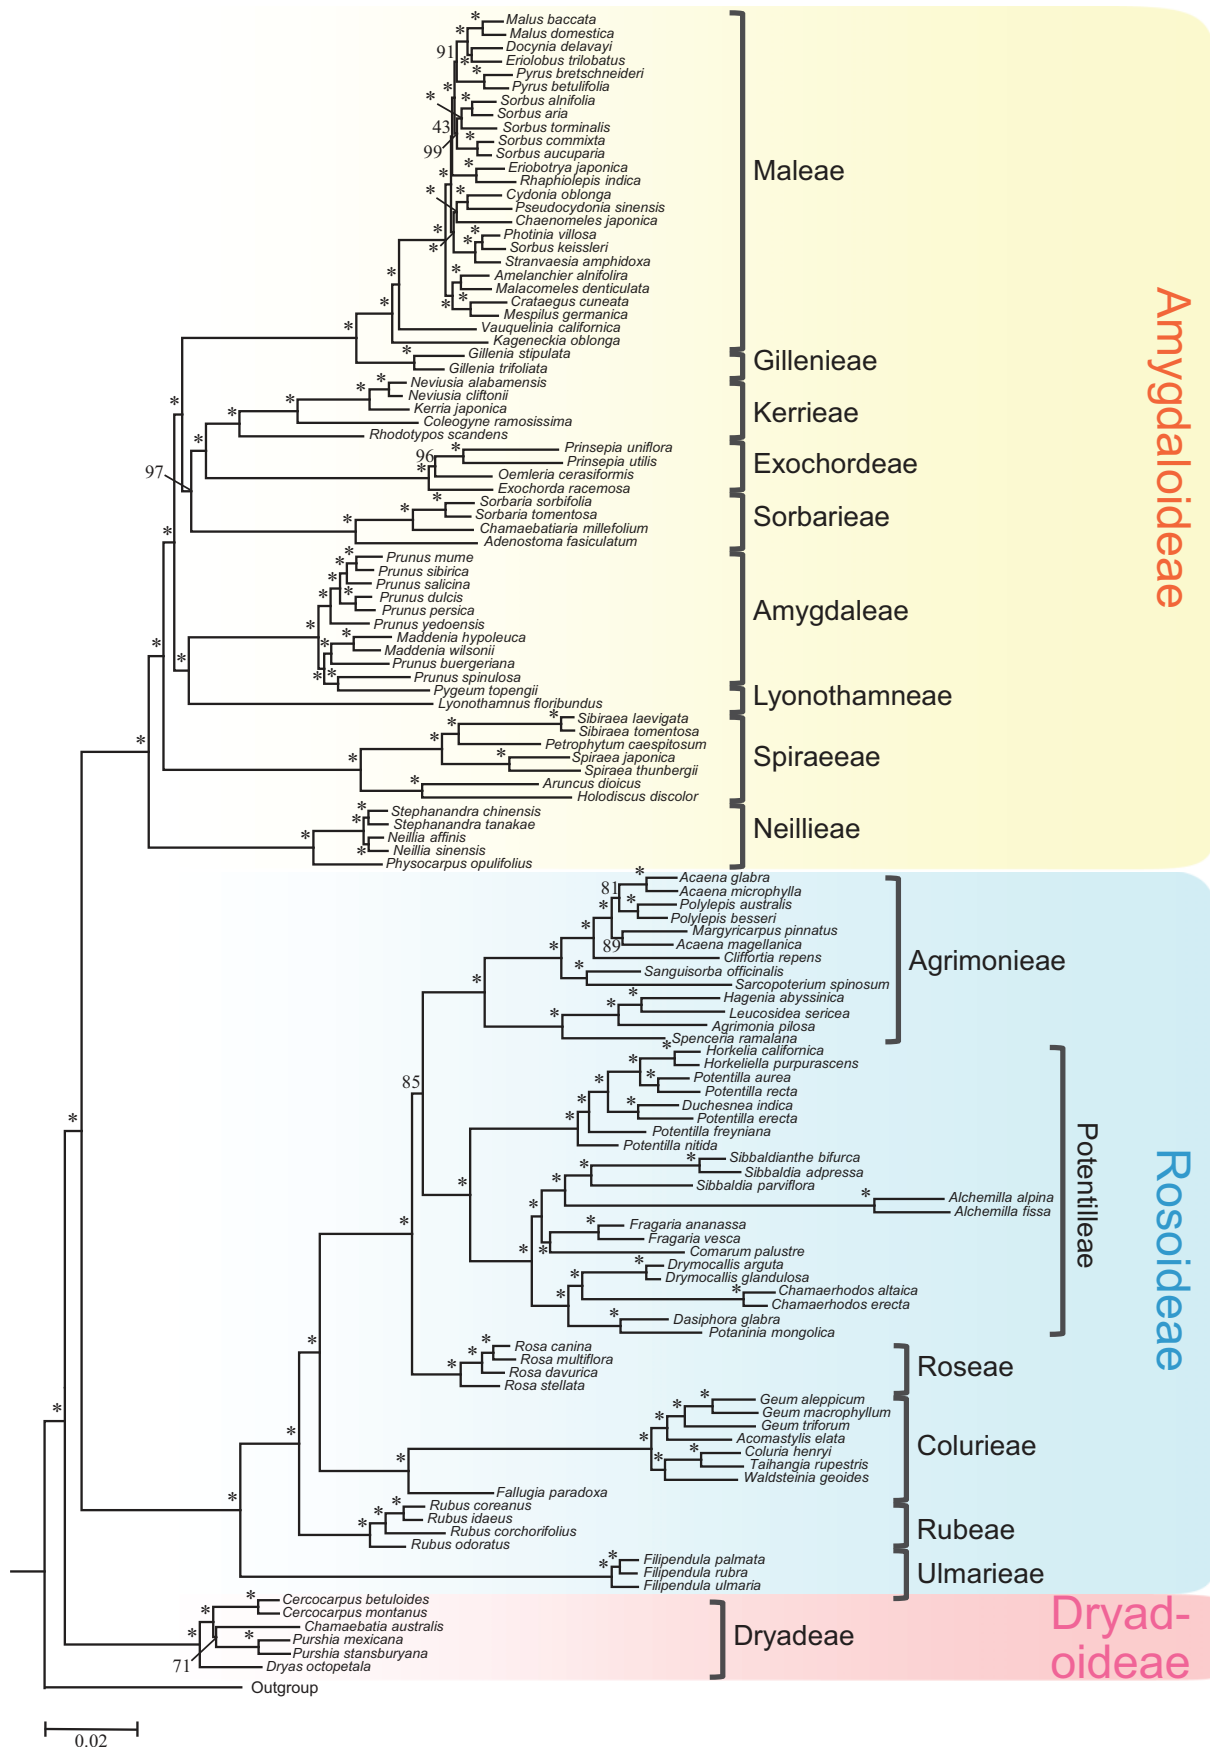 Malus baccata
Malus domestica
Docynia delavayi
Eriolobus trilobatus
Pyrus bretschneideri
Pyrus betulifolia
Sorbus alnifolia
Sorbus aria
Sorbus torminalis
Sorbus commixta
Sorbus aucuparia
Eriobotrya japonica
Rhaphiolepis indica
Cydonia oblonga
Pseudocydonia sinensis
Chaenomeles japonica
Photinia villosa
Sorbus keissleri
Stranvaesia amphidoxa
Amelanchier alnifolira
Malacomeles denticulata
Crataegus cuneata
Mespilus germanica
Vauquelinia californica
Kageneckia oblonga
91
43
99
Maleae
Gillenia stipulata
Gillenia trifoliata
Gillenieae
Neviusia alabamensis
Neviusia cliftonii
Kerria japonica
Coleogyne ramosissima
Rhodotypos scandens
Kerrieae
Prinsepia uniflora
Prinsepia utilis
Oemleria cerasiformis
Exochorda racemosa
96
97
Exochordeae
Sorbaria sorbifolia
Sorbaria tomentosa
Chamaebatiaria millefolium
Adenostoma fasiculatum
Sorbarieae
Prunus mume
Prunus sibirica
Prunus salicina
Prunus dulcis
Prunus persica
Prunus yedoensis
Maddenia hypoleuca
Maddenia wilsonii
Prunus buergeriana
Prunus spinulosa
Pygeum topengii
Amygdaleae
Lyonothamnus floribundus
Lyonothamneae
Sibiraea laevigata
Sibiraea tomentosa
Petrophytum caespitosum
Spiraea japonica
Spiraea thunbergii
Aruncus dioicus
Holodiscus discolor
Spiraeeae
Stephanandra chinensis
Stephanandra tanakae
Neillia affinis
Neillia sinensis
Physocarpus opulifolius
Neillieae
Amygdaloideae
Acaena glabra
Acaena microphylla
Polylepis australis
Polylepis besseri
Margyricarpus pinnatus
Acaena magellanica
Cliffortia repens
Sanguisorba officinalis
Sarcopoterium spinosum
Hagenia abyssinica
Leucosidea sericea
Agrimonia pilosa
Spenceria ramalana
81
89
Agrimonieae
85
Horkelia californica
Horkeliella purpurascens
Potentilla aurea
Potentilla recta
Duchesnea indica
Potentilla erecta
Potentilla freyniana
Potentilla nitida
Sibbaldianthe bifurca
Sibbaldia adpressa
Sibbaldia parviflora
Alchemilla alpina
Alchemilla fissa
Fragaria ananassa
Fragaria vesca
Comarum palustre
Drymocallis arguta
Drymocallis glandulosa
Chamaerhodos altaica
Chamaerhodos erecta
Dasiphora glabra
Potaninia mongolica
Potentilleae
Rosa canina
Rosa multiflora
Rosa davurica
Rosa stellata
Roseae
Geum aleppicum
Geum macrophyllum
Geum triforum
Acomastylis elata
Coluria henryi
Taihangia rupestris
Waldsteinia geoides
Fallugia paradoxa
Colurieae
Rubus coreanus
Rubus idaeus
Rubus corchorifolius
Rubus odoratus
Rubeae
Filipendula palmata
Filipendula rubra
Filipendula ulmaria
Ulmarieae
Rosoideae
Cercocarpus betuloides
Cercocarpus montanus
Chamaebatia australis
Purshia mexicana
Purshia stansburyana
Dryas octopetala
71
Dryadeae
Dryad-
oideae
Outgroup
0.02